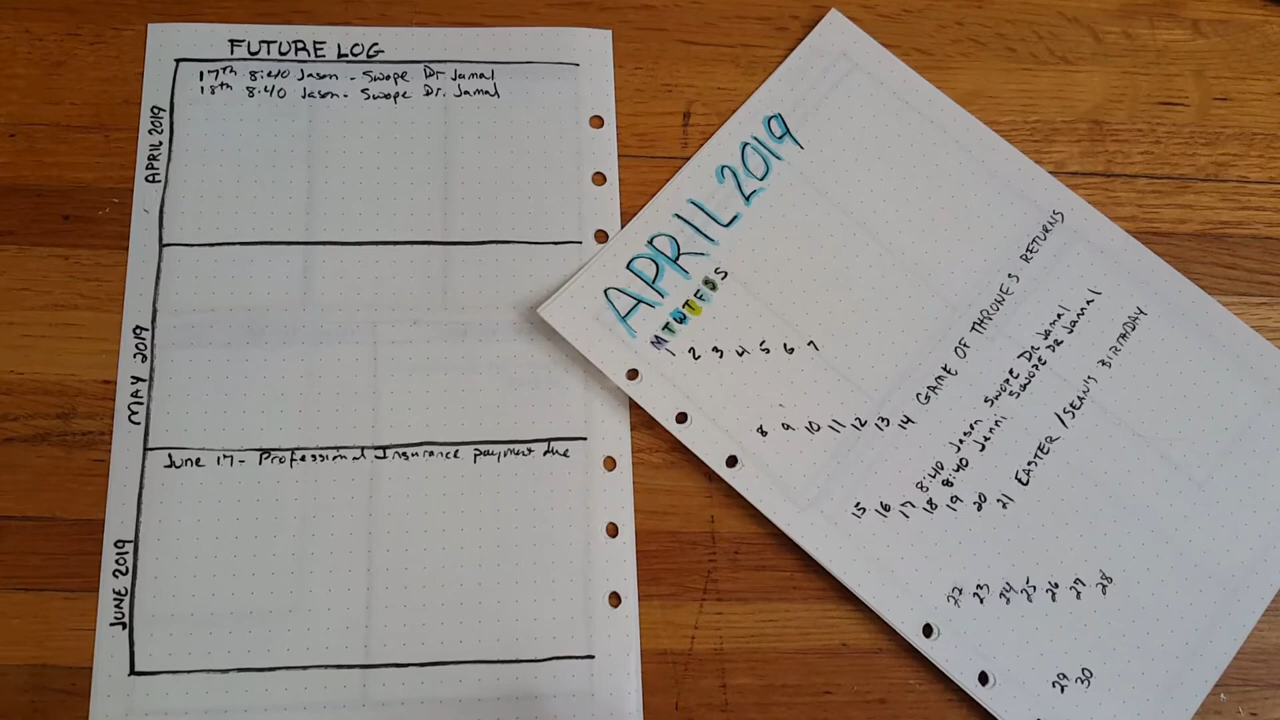 FUTURE LOG
APRIL 2019
17th 8:40 Jason - Swope Dr Jamal
18th 8:40 Jason - Swope Dr. Jamal
MAY 2019
JUNE 2019
June 17 - Professional Insurance payment due
APRIL 2019
M T W T F S S
1 2 3 4 5 6 7
8 9 10 11 12 13 14 GAME OF THRONES RETURNS
15
16
17 8:40 Jason SWOPE DR Jamal
18 8:40 Jenni SWOPE DR Jamal
19
20
21 EASTER / SEAN'S BIRTHDAY
22 23 24 25 26 27 28
29 30